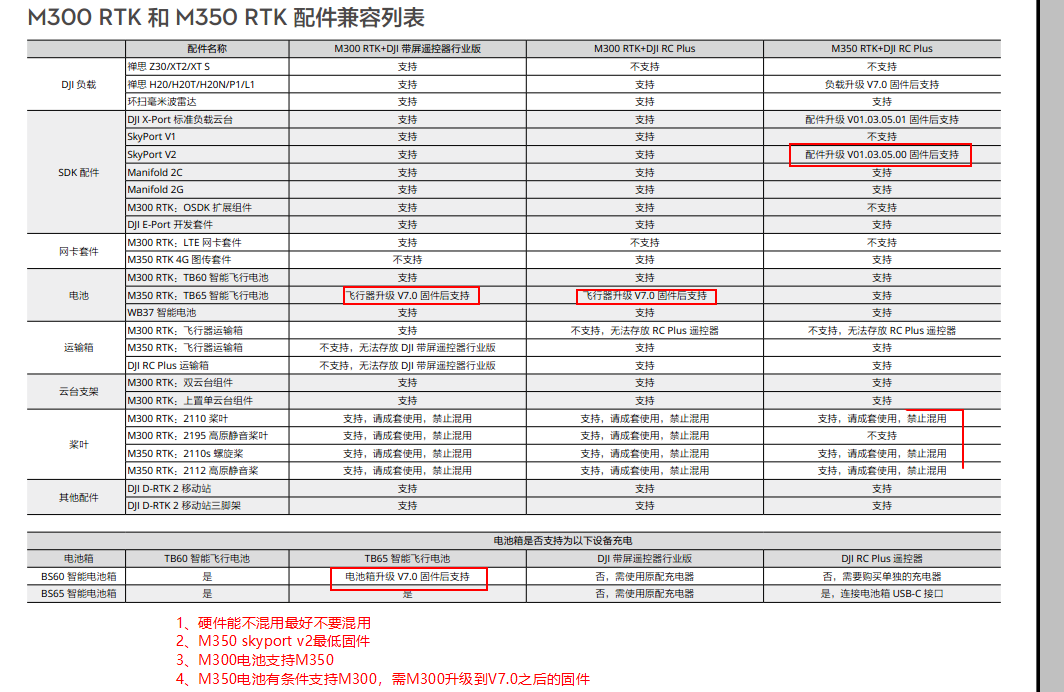 M300 RTK 和 M350 RTK 配件兼容列表
配件名称 M300 RTK+DJI 带屏遥控器行业版 M300 RTK+DJI RC Plus M350 RTK+DJI RC Plus
DJI 负载
禅思 Z30/XT2/XT S 支持 不支持 不支持
禅思 H20/H20T/H20N/P1/L1 支持 支持 负载升级 V7.0 固件后支持
环扫毫米波雷达 支持 支持 支持
SDK 配件
DJI X-Port 标准负载云台 支持 支持 配件升级 V01.03.05.01 固件后支持
SkyPort V1 支持 支持 不支持
SkyPort V2 支持 支持 配件升级 V01.03.05.00 固件后支持
Manifold 2C 支持 支持 支持
Manifold 2G 支持 支持 支持
M300 RTK：OSDK 扩展组件 支持 支持 不支持
DJI E-Port 开发套件 支持 支持 支持
网卡套件
M300 RTK：LTE 网卡套件 支持 不支持 不支持
M350 RTK 4G 图传套件 不支持 支持 支持
电池
M300 RTK：TB60 智能飞行电池 支持 支持 支持
M350 RTK：TB65 智能飞行电池 飞行器升级 V7.0 固件后支持 飞行器升级 V7.0 固件后支持 支持
WB37 智能电池 支持 支持 支持
运输箱
M300 RTK：飞行器运输箱 支持 不支持，无法存放 RC Plus 遥控器 不支持，无法存放 RC Plus 遥控器
M350 RTK：飞行器运输箱 不支持，无法存放 DJI 带屏遥控器行业版 支持 支持
DJI RC Plus 运输箱 不支持，无法存放 DJI 带屏遥控器行业版 支持 支持
云台支架
M300 RTK：双云台组件 支持 支持 支持
M300 RTK：上置单云台组件 支持 支持 支持
桨叶
M300 RTK：2110 桨叶 支持，请成套使用，禁止混用 支持，请成套使用，禁止混用 支持，请成套使用，禁止混用
M300 RTK：2195 高原静音桨叶 支持，请成套使用，禁止混用 支持，请成套使用，禁止混用 不支持
M350 RTK：2110s 螺旋桨 支持，请成套使用，禁止混用 支持，请成套使用，禁止混用 支持，请成套使用，禁止混用
M350 RTK：2112 高原静音桨 支持，请成套使用，禁止混用 支持，请成套使用，禁止混用 支持，请成套使用，禁止混用
其他配件
DJI D-RTK 2 移动站 支持 支持 支持
DJI D-RTK 2 移动站三脚架 支持 支持 支持
电池箱是否支持为以下设备充电
电池箱 TB60 智能飞行电池 TB65 智能飞行电池 DJI 带屏遥控器行业版 DJI RC Plus 遥控器
BS60 智能电池箱 是 电池箱升级 V7.0 固件后支持 否，需使用原配充电器 否，需要购买单独的充电器
BS65 智能电池箱 是 是 否，需使用原配充电器 是，连接电池箱 USB-C 接口
1、硬件能不混用最好不要混用
2、M350 skyport v2最低固件
3、M300电池支持M350
4、M350电池有条件支持M300，需M300升级到V7.0之后的固件